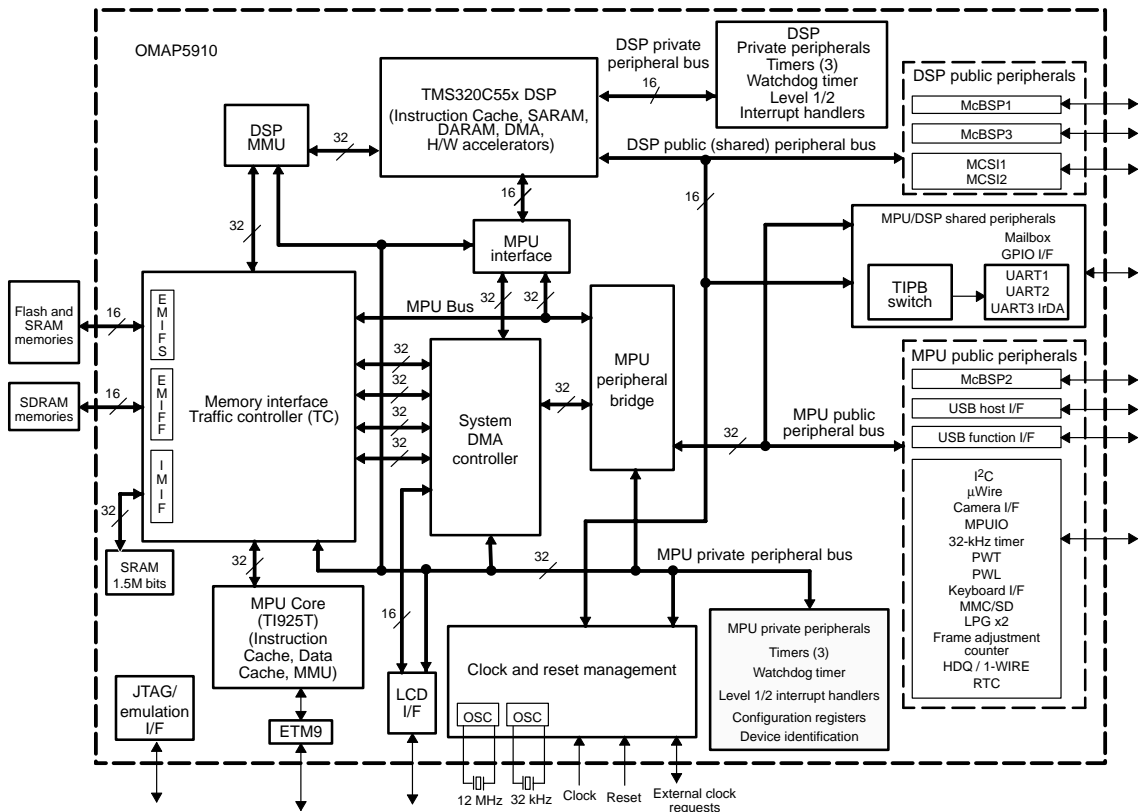 OMAP5910
DSP private
peripheral bus
16
DSP
Private peripherals
Timers (3)
Watchdog timer
Level 1/2
Interrupt handlers
TMS320C55x DSP
(Instruction Cache, SARAM,
DARAM, DMA,
H/W accelerators)
DSP
MMU
32
DSP public (shared) peripheral bus
16
DSP public peripherals
McBSP1
McBSP3
MCSI1
MCSI2
16
32
MPU
interface
32
32
MPU/DSP shared peripherals
Mailbox
GPIO I/F
TIPB
switch
UART1
UART2
UART3 IrDA
Flash and
SRAM
memories
16
SDRAM
memories
16
EMIFS
EMIFF
IMIF
Memory interface
Traffic controller (TC)
MPU Bus
32
32
32
32
System
DMA
controller
32
MPU
peripheral
bridge
32
MPU public
peripheral bus
MPU public peripherals
McBSP2
USB host I/F
USB function I/F
I2C
μWire
Camera I/F
MPUIO
32-kHz timer
PWT
PWL
Keyboard I/F
MMC/SD
LPG x2
Frame adjustment
counter
HDQ / 1-WIRE
RTC
32
SRAM
1.5M bits
32
32
MPU private peripheral bus
MPU Core
(TI925T)
(Instruction
Cache, Data
Cache, MMU)
16
JTAG/
emulation
I/F
ETM9
LCD
I/F
Clock and reset management
OSC
OSC
12 MHz
32 kHz
Clock
Reset
External clock
requests
MPU private peripherals
Timers (3)
Watchdog timer
Level 1/2 interrupt handlers
Configuration registers
Device identification